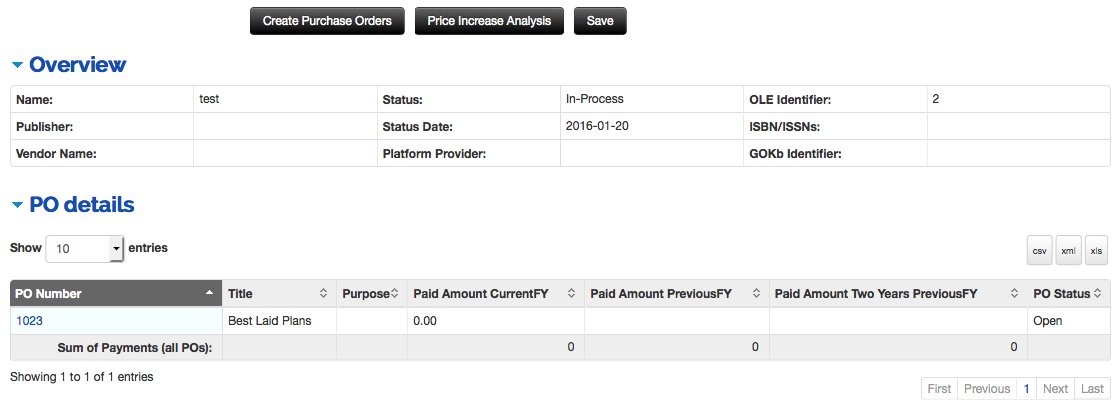 Create Purchase Orders Price Increase Analysis Save
Overview
Name: test Status: In-Process OLE Identifier: 2
Publisher: Status Date: 2016-01-20 ISBN/ISSNs:
Vendor Name: Platform Provider: GOKb Identifier:
PO details
Show 10 entries csv xml xls
PO Number Title Purpose Paid Amount CurrentFY Paid Amount PreviousFY Paid Amount Two Years PreviousFY PO Status
1023 Best Laid Plans 0.00 Open
Sum of Payments (all POs): 0 0 0
Showing 1 to 1 of 1 entries
First Previous 1 Next Last